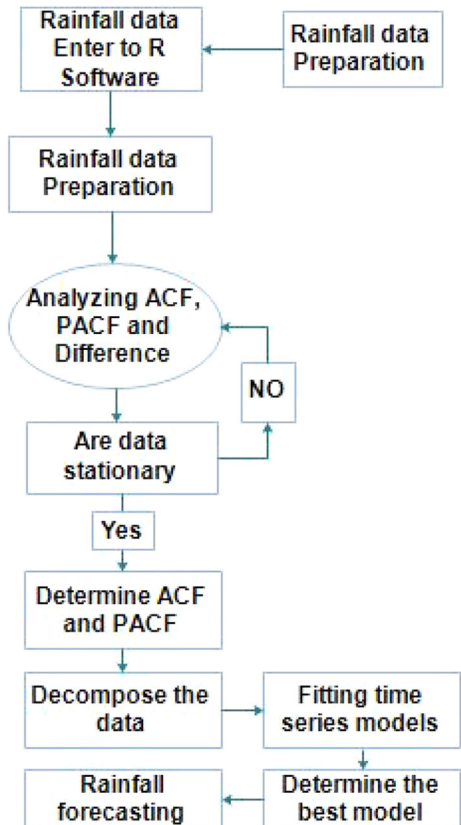 Rainfall data
Enter to R
Software
Rainfall data
Preparation
Rainfall data
Preparation
Analyzing ACF,
PACF and
Difference
NO
Are data
stationary
Yes
Determine ACF
and PACF
Decompose the
data
Fitting time
series models
Determine the
best model
Rainfall
forecasting